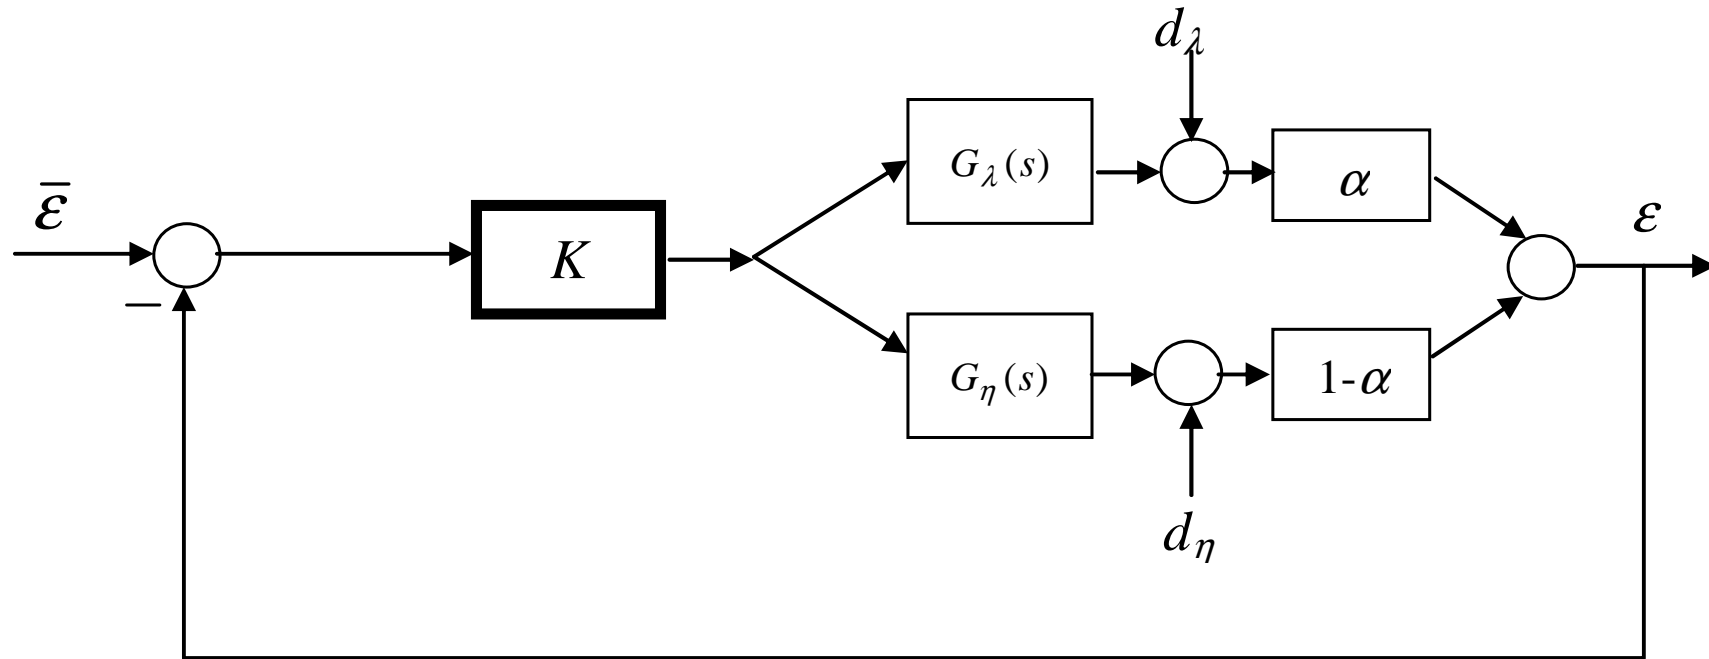 d_λ
G_λ(s)
α
ε̄
ε
K
−
G_η(s)
1-α
d_η